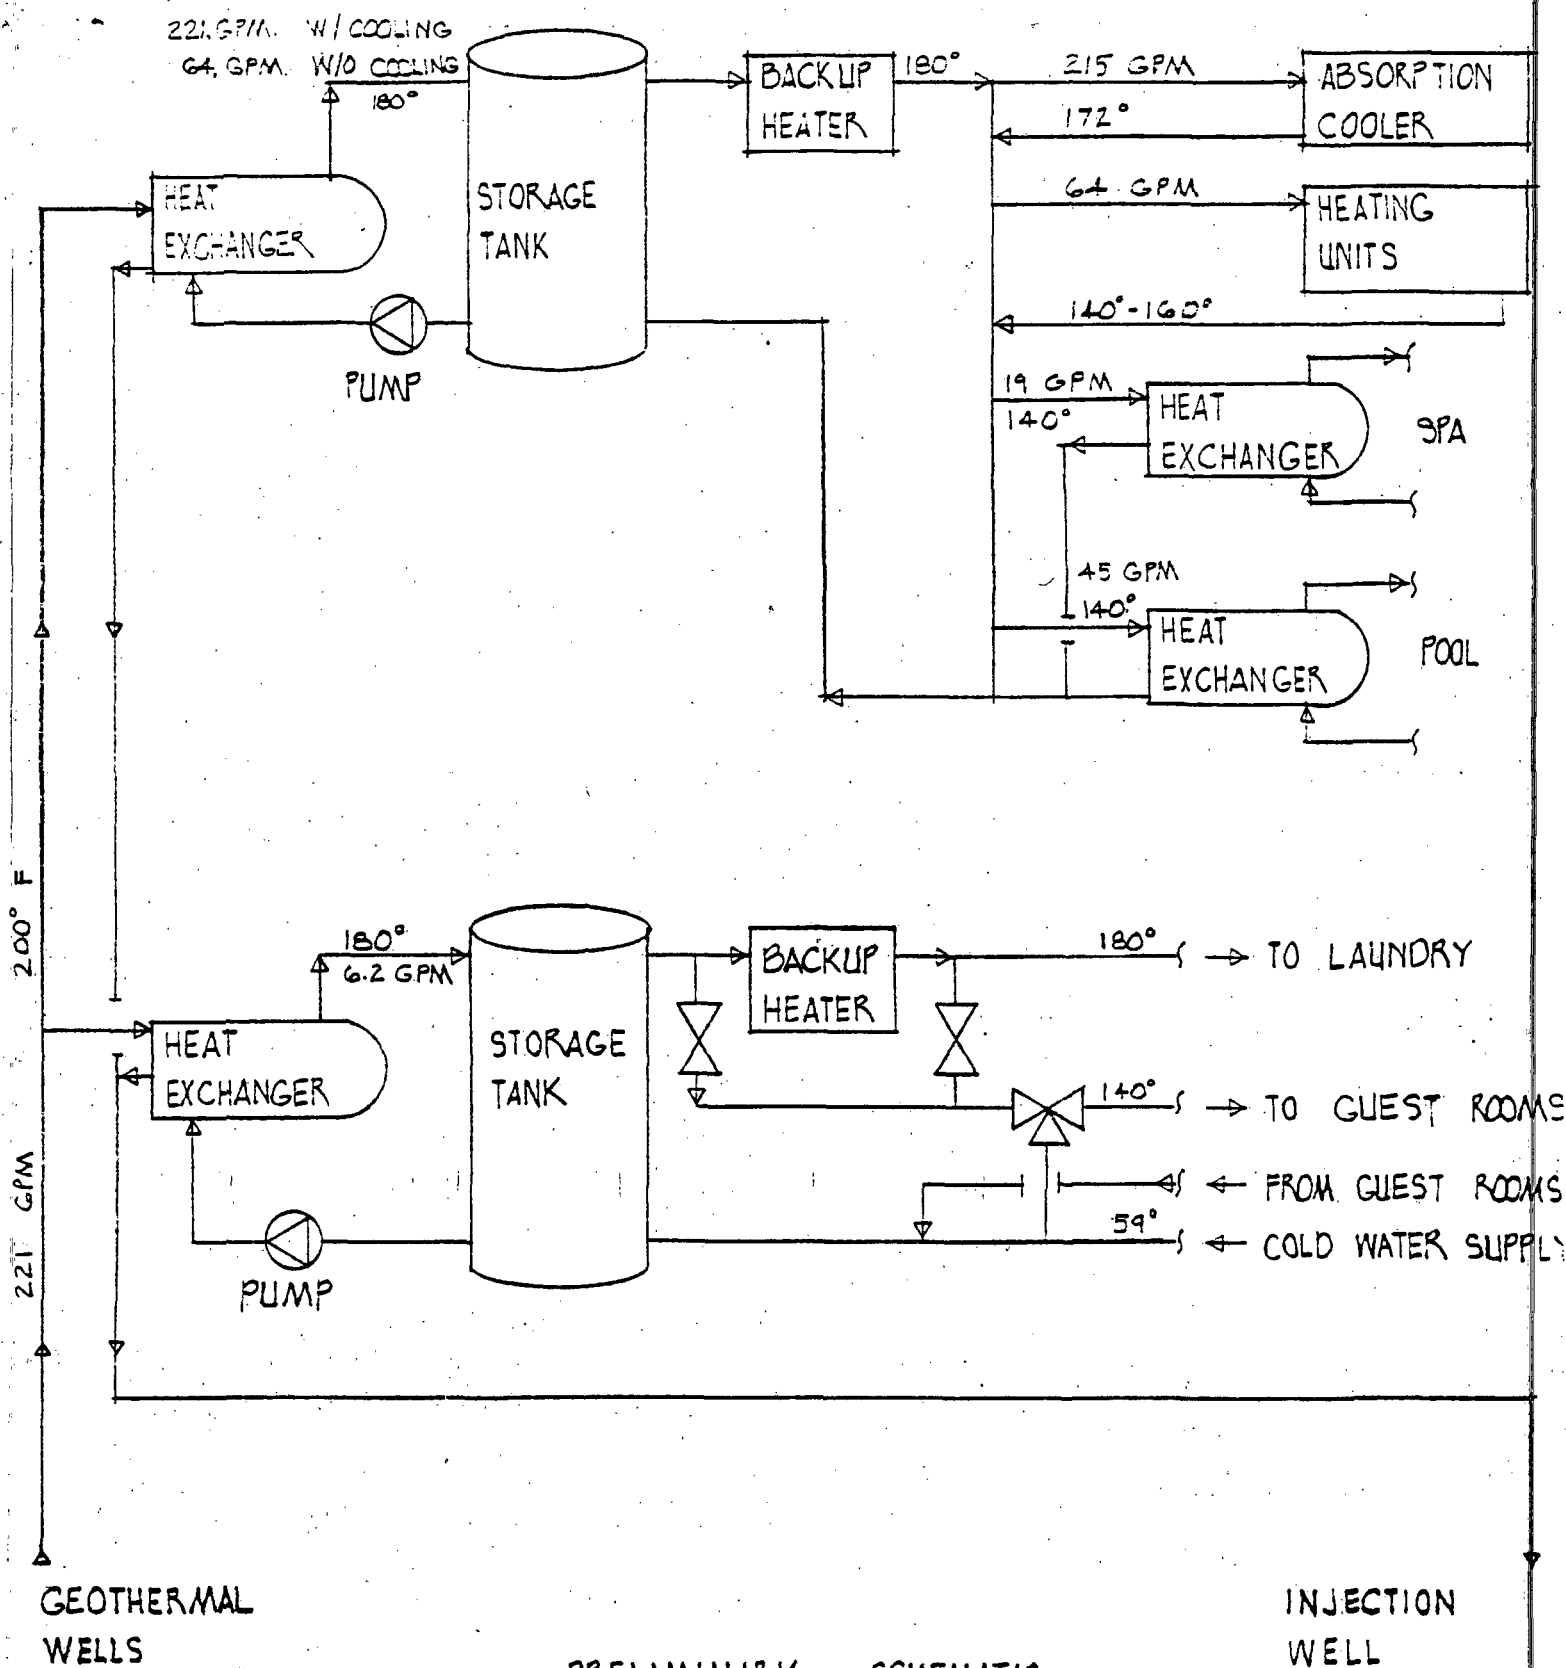 221 GPM. W/ COOLING
64 GPM. W/O COOLING
180°
HEAT
EXCHANGER
PUMP
STORAGE
TANK
BACKUP
HEATER
180°
215 GPM
172°
ABSORPTION
COOLER
64 GPM
HEATING
UNITS
140°-160°
19 GPM
140°
HEAT
EXCHANGER
SPA
45 GPM
140°
HEAT
EXCHANGER
POOL
221 GPM 200° F
180°
6.2 GPM
HEAT
EXCHANGER
PUMP
STORAGE
TANK
BACKUP
HEATER
180°
TO LAUNDRY
140°
TO GUEST ROOMS
FROM GUEST ROOMS
59°
COLD WATER SUPPLY
GEOTHERMAL
WELLS
INJECTION
WELL
PRELIMINARY SCHEMATIC